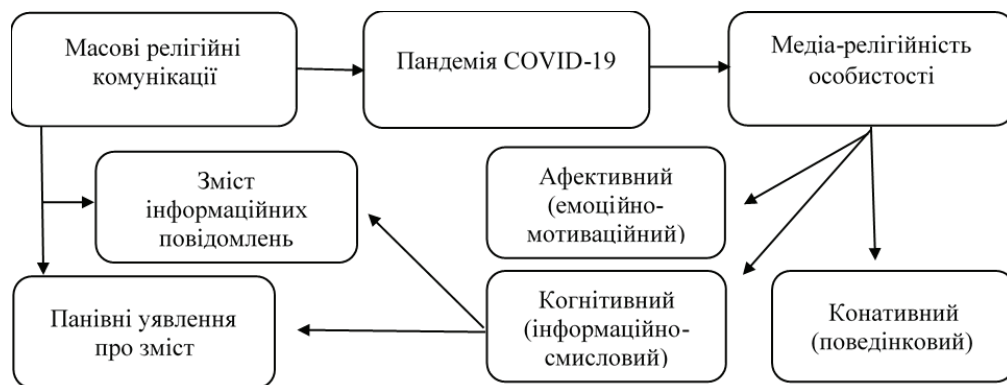 Масові релігійні
комунікації
Пандемія COVID-19
Медіа-релігійність
особистості
Зміст
інформаційних
повідомлень
Афективний
(емоційно-
мотиваційний)
Панівні уявлення
про зміст
Когнітивний
(інформаційно-
смисловий)
Конативний
(поведінковий)